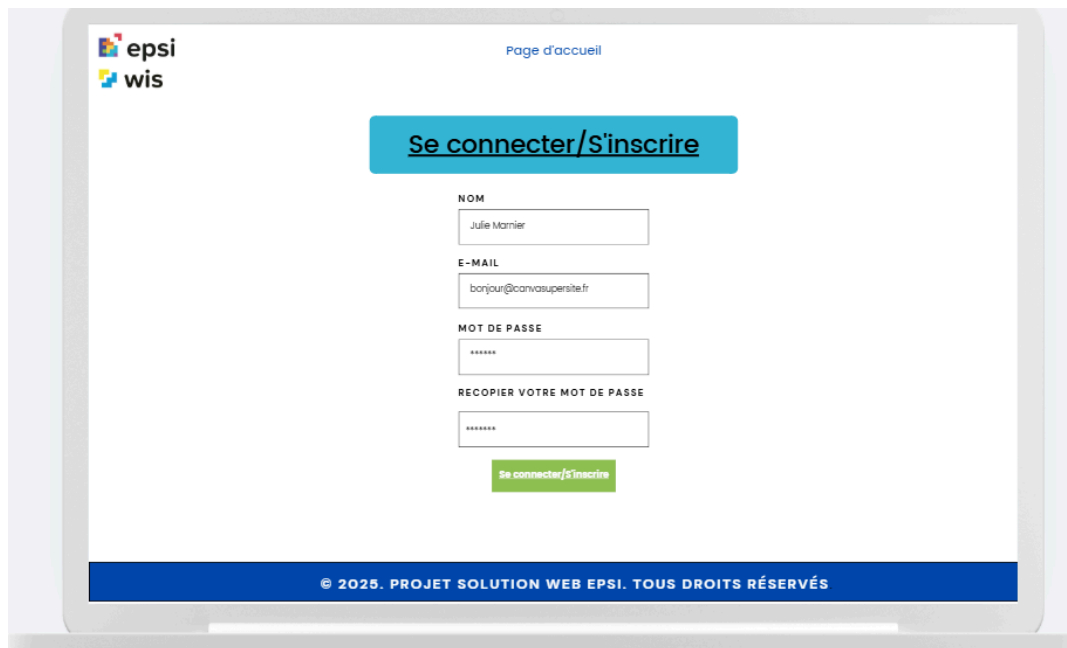 epsi
wis
Page d'accueil
Se connecter/S'inscrire
NOM
Julie Marnier
E-MAIL
bonjour@canvasupersite.fr
MOT DE PASSE
******
RECOPIER VOTRE MOT DE PASSE
*******
Se connecter/S'inscrire
© 2025. PROJET SOLUTION WEB EPSI. TOUS DROITS RÉSERVÉS